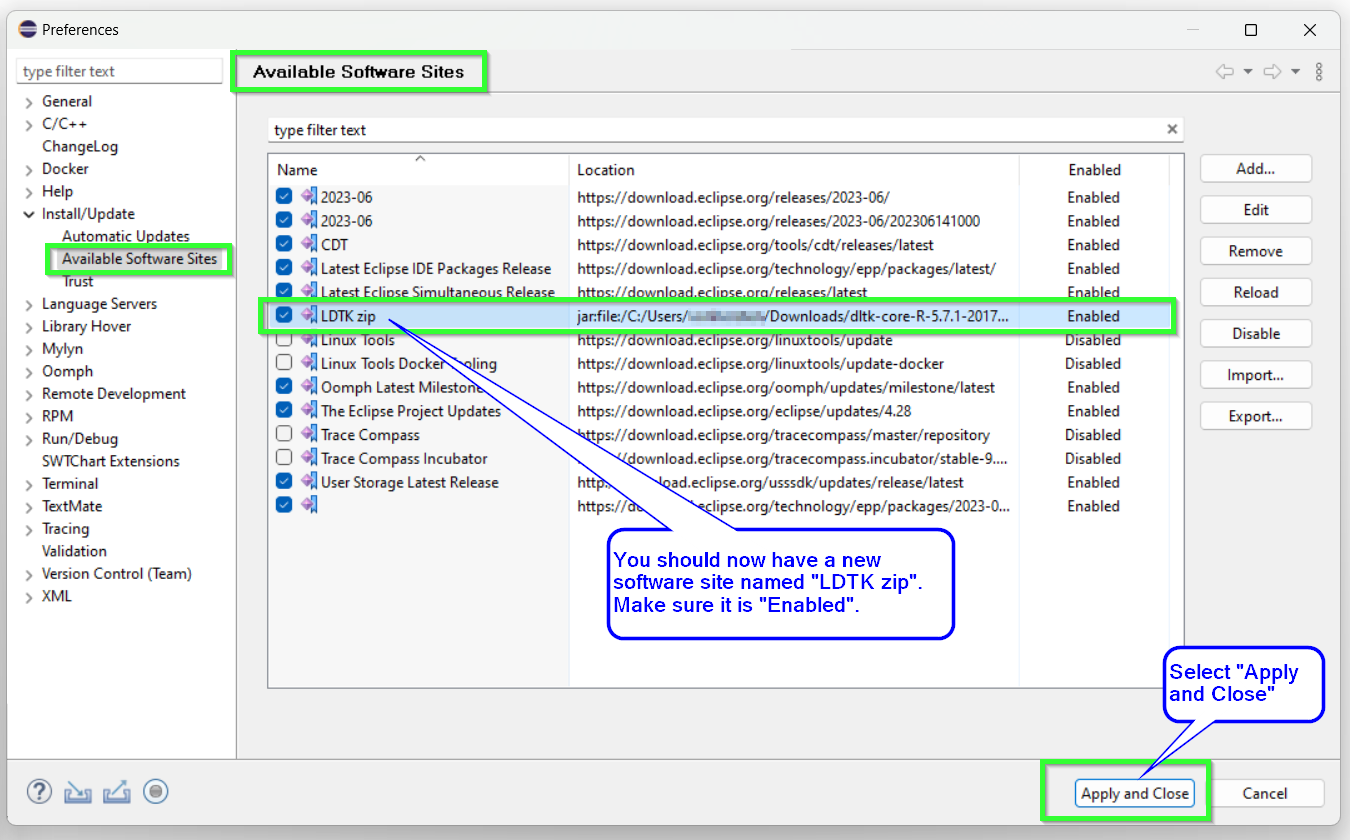 Preferences
type filter text
General
C/C++
ChangeLog
Docker
Help
Install/Update
Automatic Updates
Available Software Sites
Trust
Language Servers
Library Hover
Mylyn
Oomph
Remote Development
RPM
Run/Debug
SWTChart Extensions
Terminal
TextMate
Tracing
Validation
Version Control (Team)
XML
Available Software Sites
type filter text
Name Location Enabled
2023-06 https://download.eclipse.org/releases/2023-06/ Enabled
2023-06 https://download.eclipse.org/releases/2023-06/202306141000 Enabled
CDT https://download.eclipse.org/tools/cdt/releases/latest Enabled
Latest Eclipse IDE Packages Release https://download.eclipse.org/technology/epp/packages/latest/ Enabled
Latest Eclipse Simultaneous Release https://download.eclipse.org/releases/latest Enabled
LDTK zip jar:file:/C:/Users/ /Downloads/dltk-core-R-5.7.1-2017... Enabled
Linux Tools https://download.eclipse.org/linuxtools/update Disabled
Linux Tools Docker Tooling https://download.eclipse.org/linuxtools/update-docker Disabled
Oomph Latest Milestone https://download.eclipse.org/oomph/updates/milestone/latest Enabled
The Eclipse Project Updates https://download.eclipse.org/eclipse/updates/4.28 Enabled
Trace Compass https://download.eclipse.org/tracecompass/master/repository Disabled
Trace Compass Incubator https://download.eclipse.org/tracecompass.incubator/stable-9.... Disabled
User Storage Latest Release http load.eclipse.org/usssdk/updates/release/latest Enabled
https://download.eclipse.org/technology/epp/packages/2023-0... Enabled
Add...
Edit
Remove
Reload
Disable
Import...
Export...
You should now have a new
software site named "LDTK zip".
Make sure it is "Enabled".
Select "Apply
and Close"
Apply and Close
Cancel